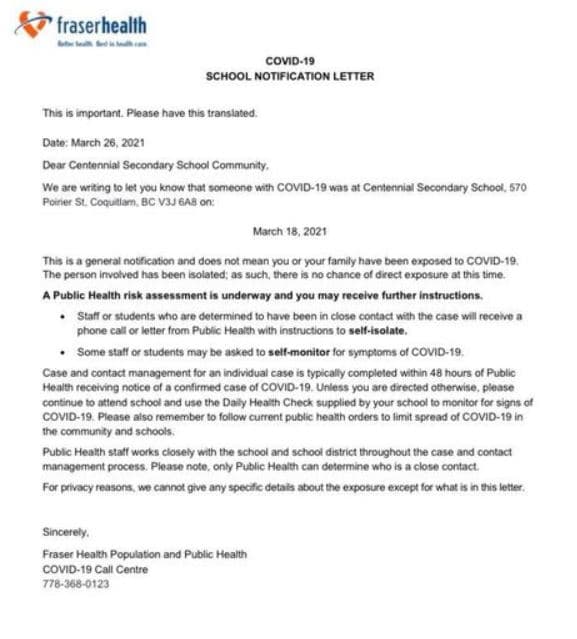 fraserhealth
Better health. Best in health care.
COVID-19
SCHOOL NOTIFICATION LETTER
This is important. Please have this translated.
Date: March 26, 2021
Dear Centennial Secondary School Community,
We are writing to let you know that someone with COVID-19 was at Centennial Secondary School, 570
Poirier St, Coquitlam, BC V3J 6A8 on:
March 18, 2021
This is a general notification and does not mean you or your family have been exposed to COVID-19.
The person involved has been isolated; as such, there is no chance of direct exposure at this time.
A Public Health risk assessment is underway and you may receive further instructions.
• Staff or students who are determined to have been in close contact with the case will receive a
phone call or letter from Public Health with instructions to self-isolate.
• Some staff or students may be asked to self-monitor for symptoms of COVID-19.
Case and contact management for an individual case is typically completed within 48 hours of Public
Health receiving notice of a confirmed case of COVID-19. Unless you are directed otherwise, please
continue to attend school and use the Daily Health Check supplied by your school to monitor for signs of
COVID-19. Please also remember to follow current public health orders to limit spread of COVID-19 in
the community and schools.
Public Health staff works closely with the school and school district throughout the case and contact
management process. Please note, only Public Health can determine who is a close contact.
For privacy reasons, we cannot give any specific details about the exposure except for what is in this letter.
Sincerely,
Fraser Health Population and Public Health
COVID-19 Call Centre
778-368-0123